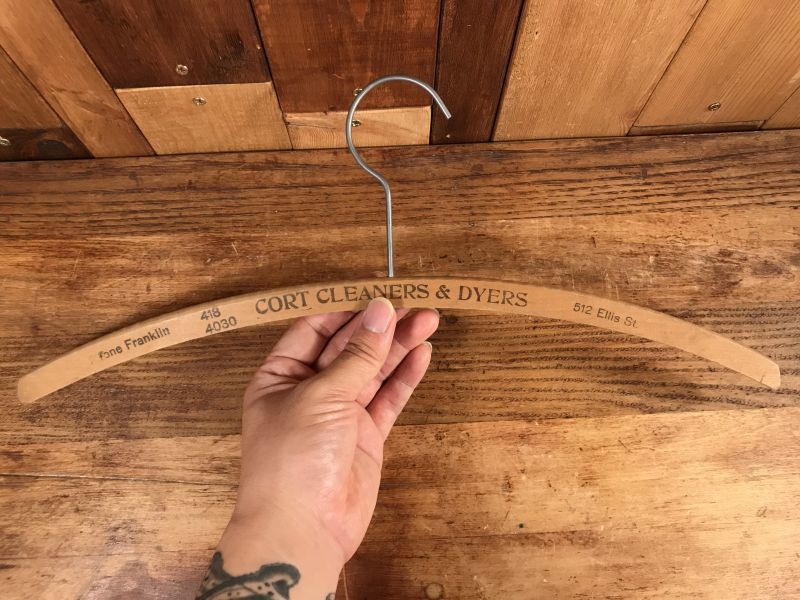 fone Franklin 418
4030
CORT CLEANERS & DYERS
512 Ellis St.